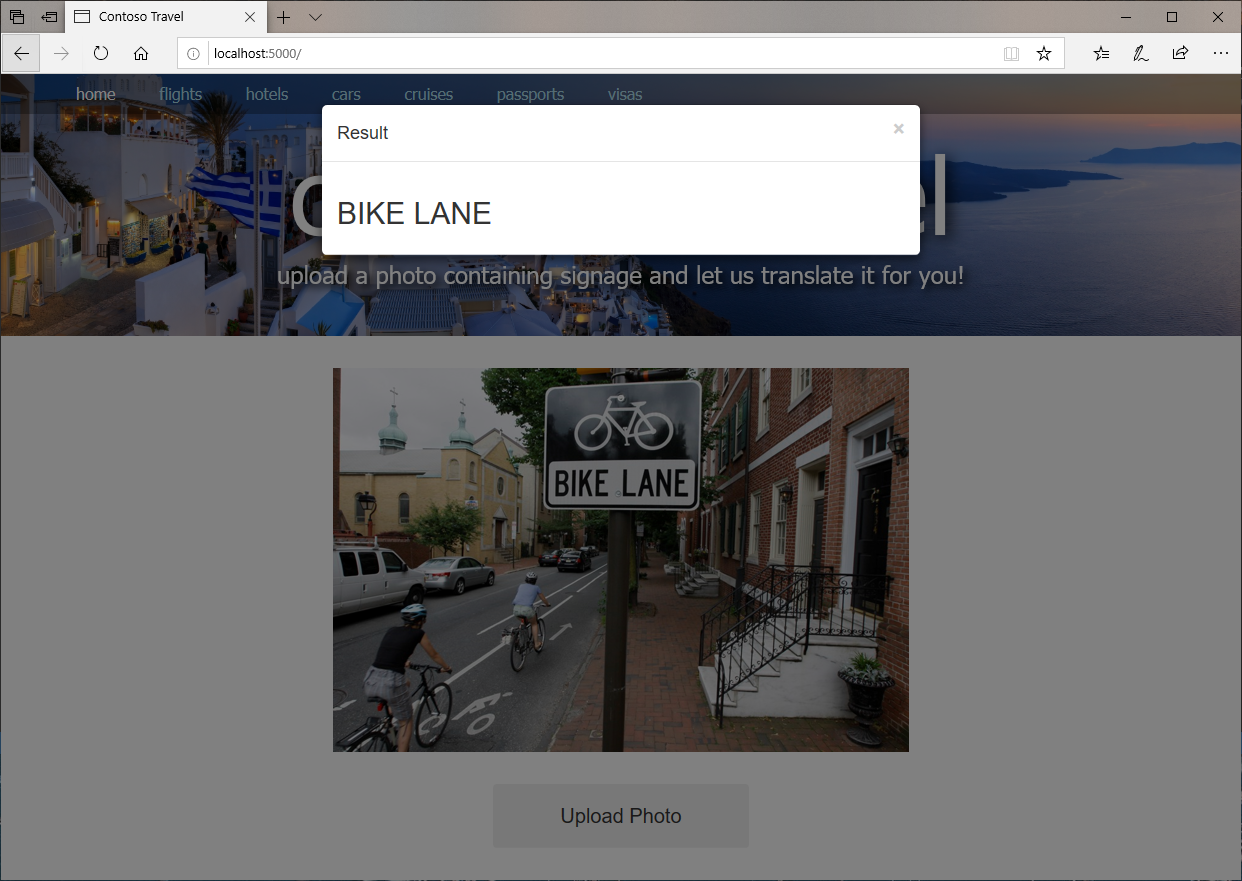 Contoso Travel
localhost:5000/
home flights hotels cars cruises passports visas
Result ×
BIKE LANE
upload a photo containing signage and let us translate it for you!
BIKE LANE
Upload Photo